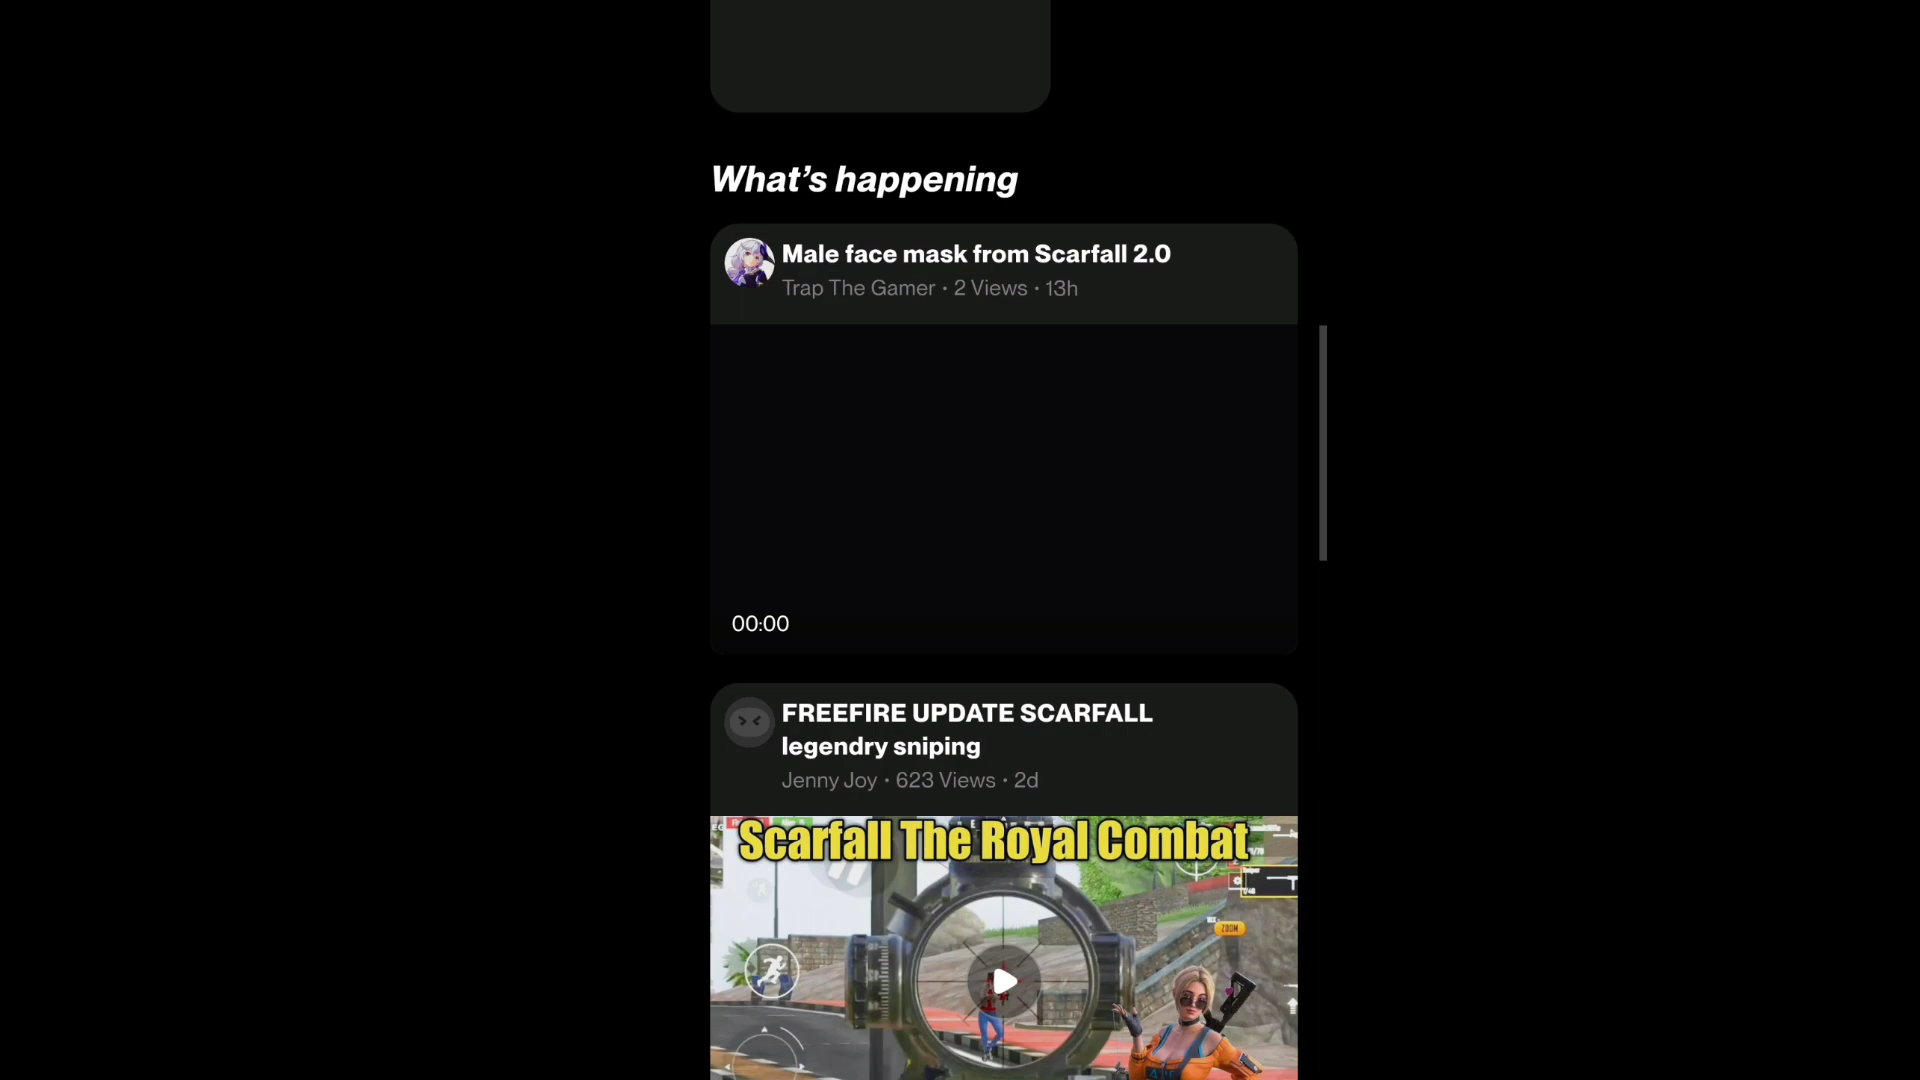 What’s happening
Male face mask from Scarfall 2.0
Trap The Gamer • 2 Views • 13h
00:00
FREEFIRE UPDATE SCARFALL
legendry sniping
Jenny Joy • 623 Views • 2d
Scarfall The Royal Combat
ZOOM